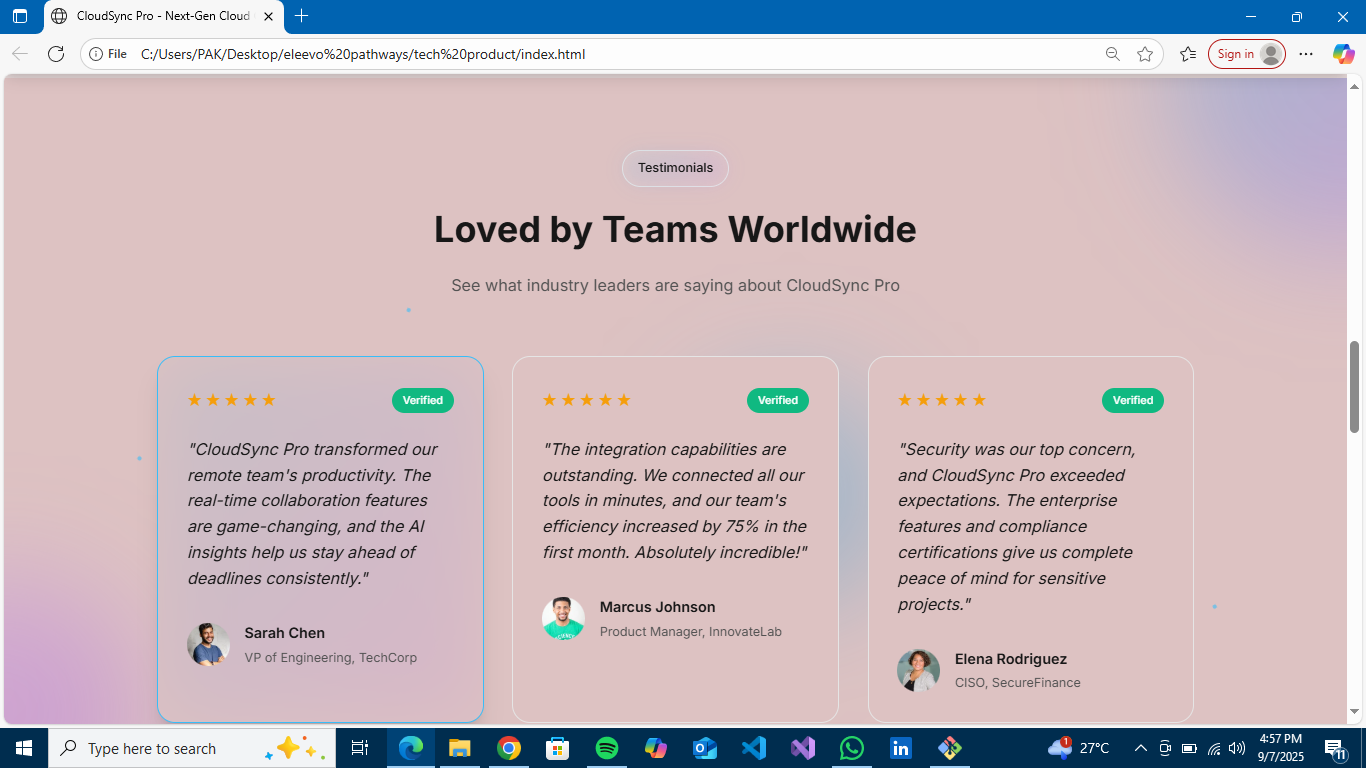 CloudSync Pro - Next-Gen Cloud
File
C:/Users/PAK/Desktop/eleevo%20pathways/tech%20product/index.html
Sign in
Testimonials
Loved by Teams Worldwide
See what industry leaders are saying about CloudSync Pro
★★★★★ Verified
"CloudSync Pro transformed our
remote team's productivity. The
real-time collaboration features
are game-changing, and the AI
insights help us stay ahead of
deadlines consistently."
Sarah Chen
VP of Engineering, TechCorp
★★★★★ Verified
"The integration capabilities are
outstanding. We connected all our
tools in minutes, and our team's
efficiency increased by 75% in the
first month. Absolutely incredible!"
Marcus Johnson
Product Manager, InnovateLab
★★★★★ Verified
"Security was our top concern,
and CloudSync Pro exceeded
expectations. The enterprise
features and compliance
certifications give us complete
peace of mind for sensitive
projects."
Elena Rodriguez
CISO, SecureFinance
Type here to search
1
27°C
4:57 PM
9/7/2025
11